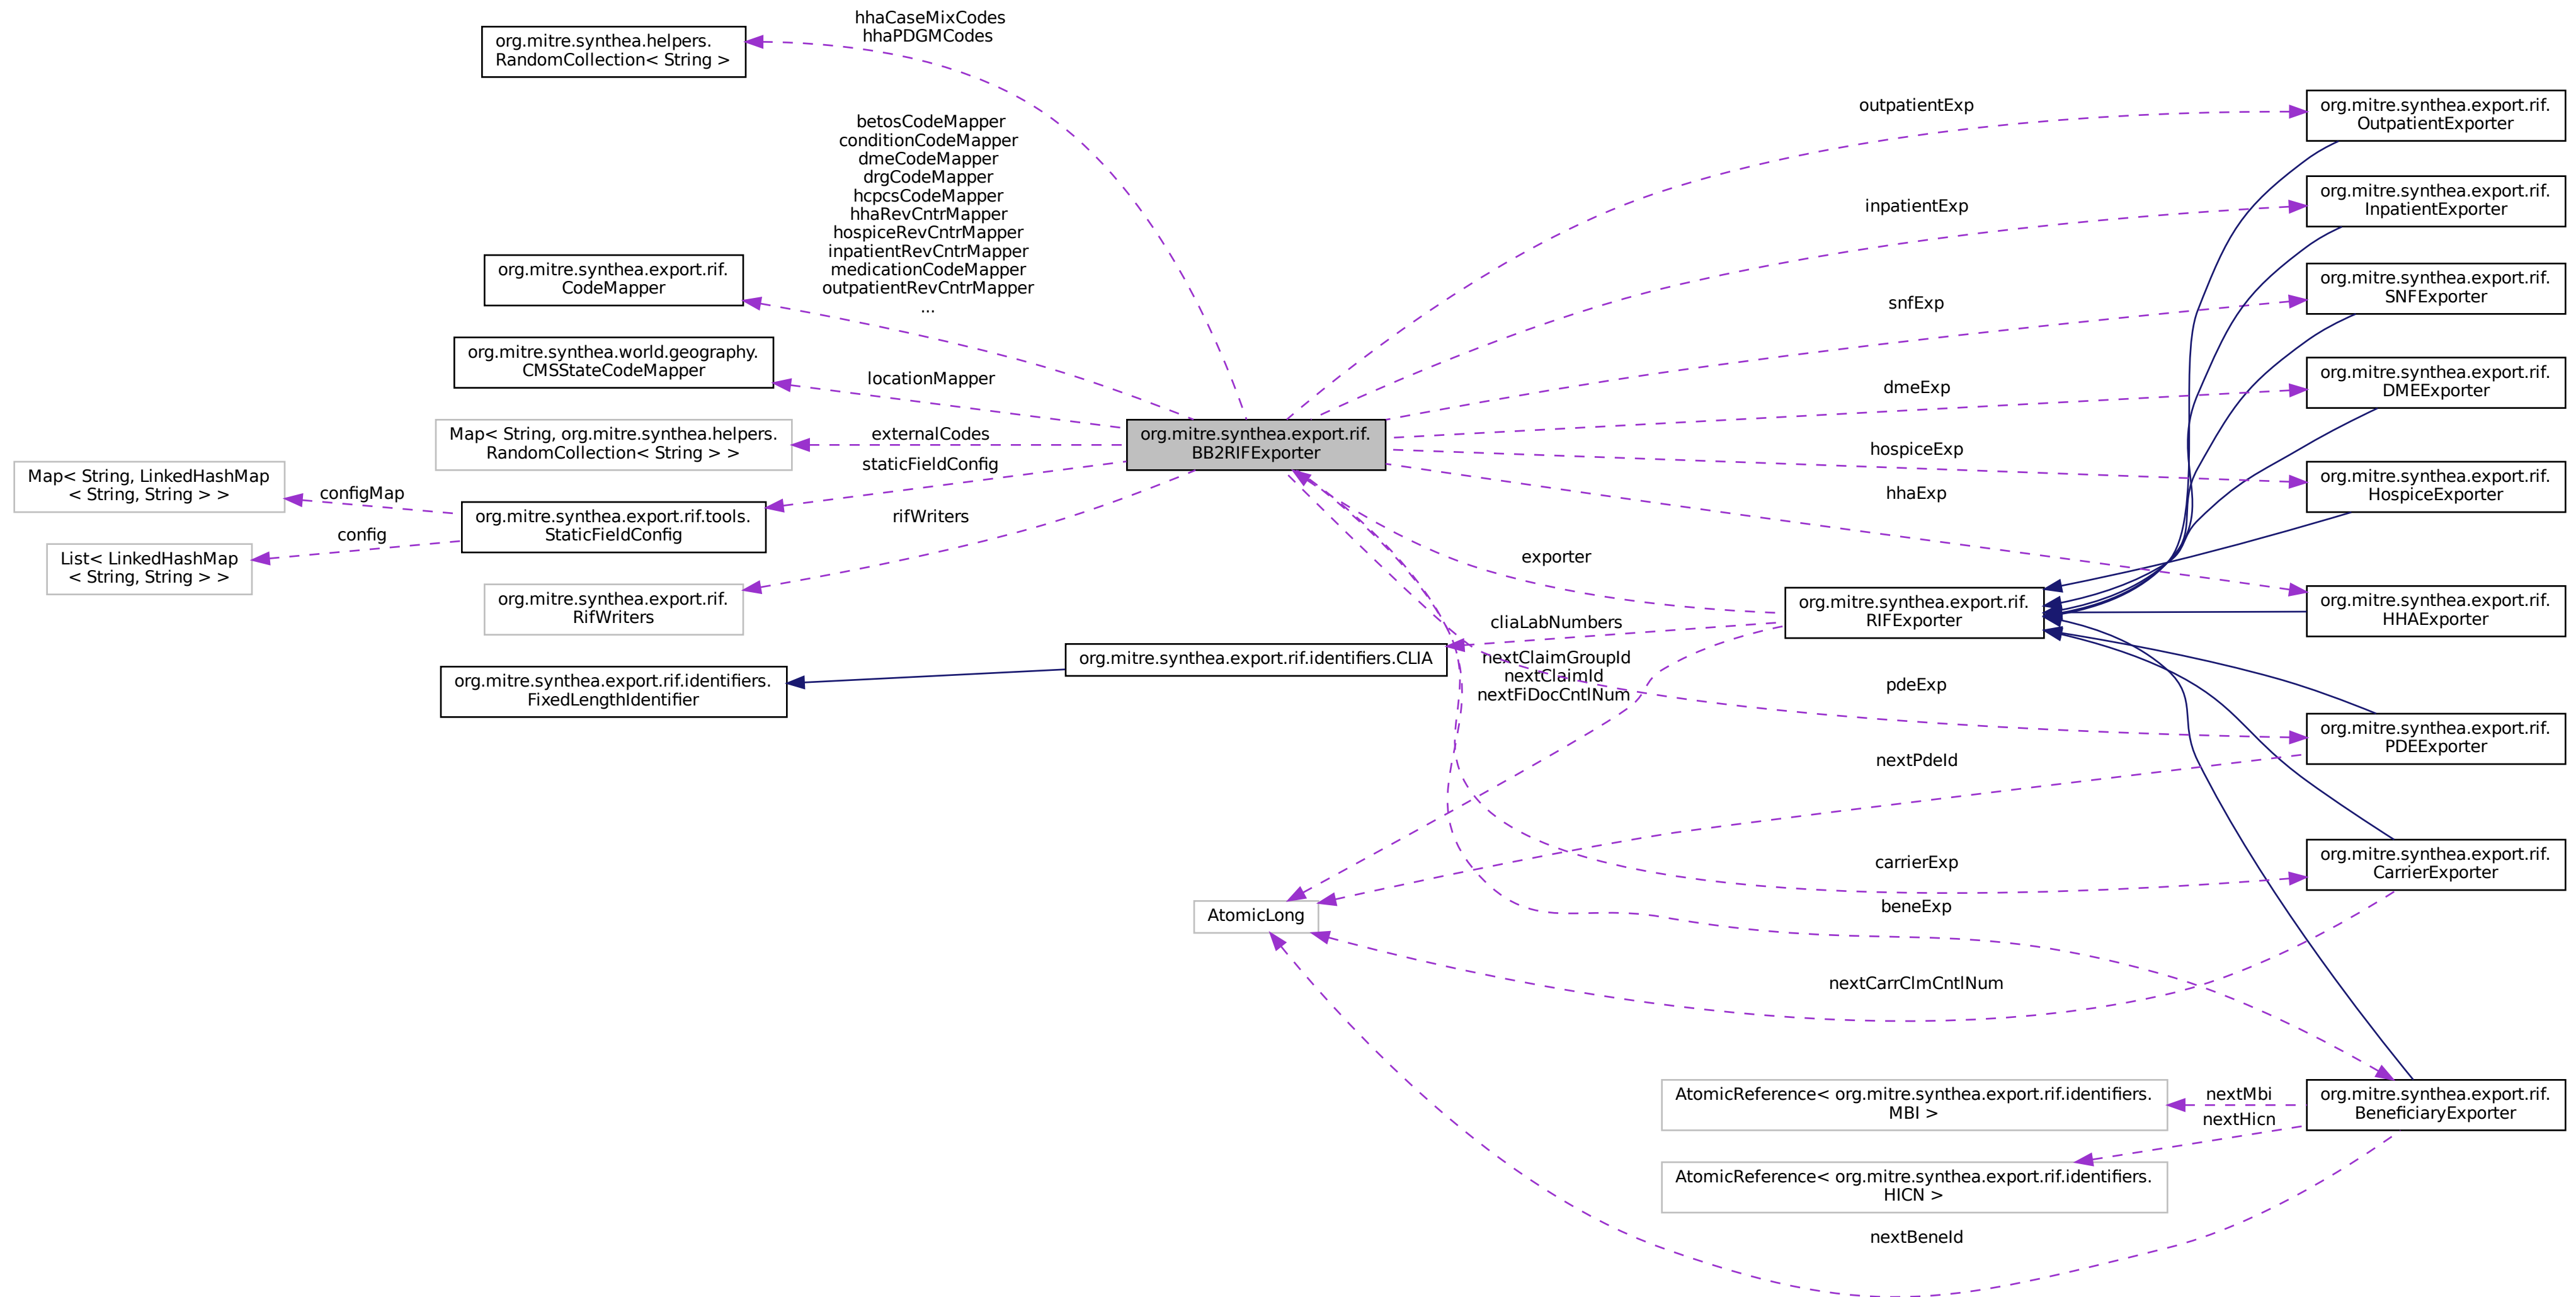 hhaCaseMixCodes
hhaPDGMCodes
org.mitre.synthea.helpers.
RandomCollection< String >
betosCodeMapper
conditionCodeMapper
dmeCodeMapper
drgCodeMapper
hcpcsCodeMapper
hhaRevCntrMapper
hospiceRevCntrMapper
inpatientRevCntrMapper
medicationCodeMapper
outpatientRevCntrMapper
...
org.mitre.synthea.export.rif.
CodeMapper
org.mitre.synthea.world.geography.
CMSStateCodeMapper
locationMapper
Map< String, org.mitre.synthea.helpers.
RandomCollection< String > >
externalCodes
staticFieldConfig
Map< String, LinkedHashMap
< String, String > >
configMap
List< LinkedHashMap
< String, String > >
config
org.mitre.synthea.export.rif.tools.
StaticFieldConfig
rifWriters
org.mitre.synthea.export.rif.
RifWriters
org.mitre.synthea.export.rif.identifiers.
FixedLengthIdentifier
org.mitre.synthea.export.rif.identifiers.CLIA
org.mitre.synthea.export.rif.
BB2RIFExporter
outpatientExp
inpatientExp
snfExp
dmeExp
hospiceExp
hhaExp
exporter
cliaLabNumbers
nextClaimGroupId
nextClaimId
nextFiDocCntlNum
org.mitre.synthea.export.rif.
RIFExporter
pdeExp
nextPdeId
carrierExp
beneExp
AtomicLong
nextCarrClmCntlNum
org.mitre.synthea.export.rif.
OutpatientExporter
org.mitre.synthea.export.rif.
InpatientExporter
org.mitre.synthea.export.rif.
SNFExporter
org.mitre.synthea.export.rif.
DMEExporter
org.mitre.synthea.export.rif.
HospiceExporter
org.mitre.synthea.export.rif.
HHAExporter
org.mitre.synthea.export.rif.
PDEExporter
org.mitre.synthea.export.rif.
CarrierExporter
org.mitre.synthea.export.rif.
BeneficiaryExporter
nextMbi
nextHicn
AtomicReference< org.mitre.synthea.export.rif.identifiers.
MBI >
AtomicReference< org.mitre.synthea.export.rif.identifiers.
HICN >
nextBeneId